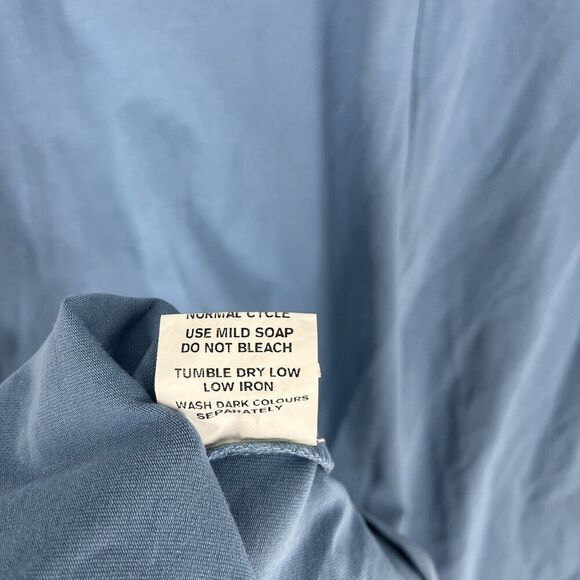 NORMAL CYCLE
USE MILD SOAP
DO NOT BLEACH
TUMBLE DRY LOW
LOW IRON
WASH DARK COLOURS
SEPARATELY